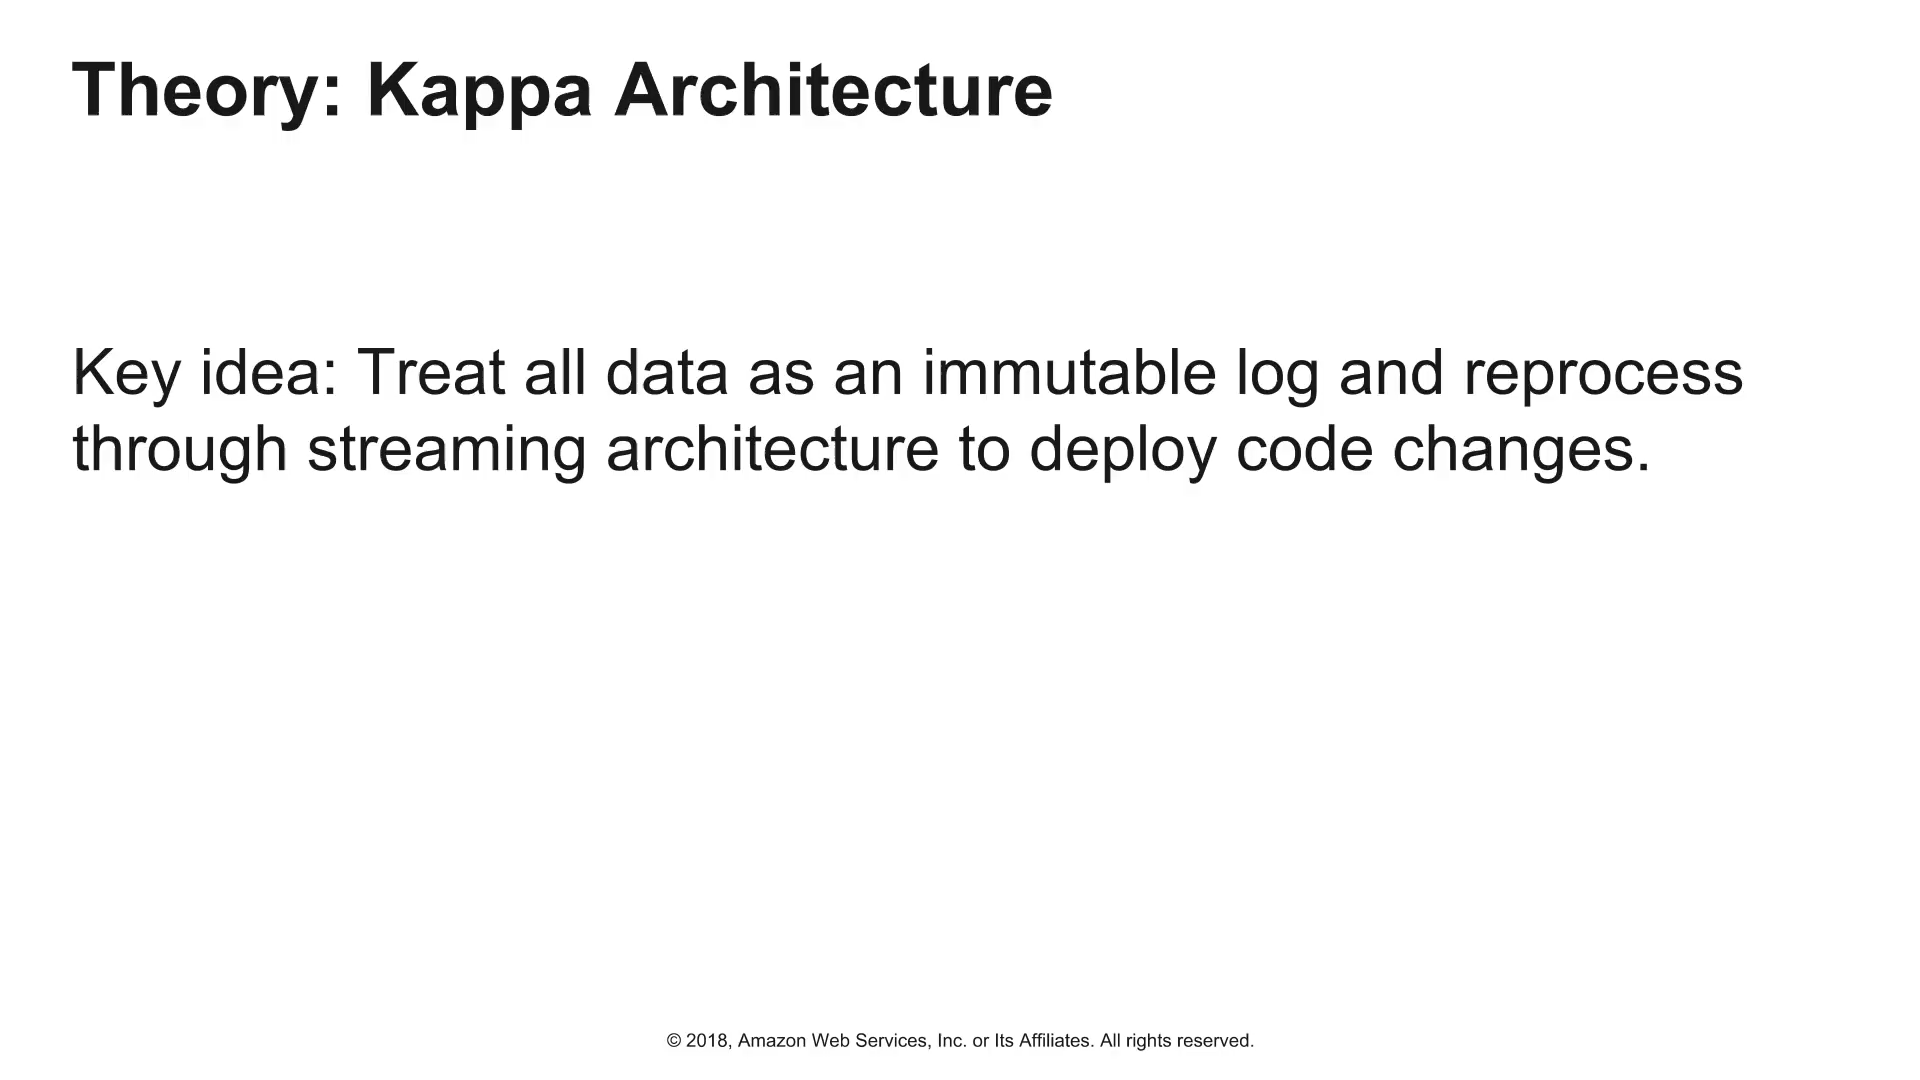 Theory: Kappa Architecture
Key idea: Treat all data as an immutable log and reprocess
through streaming architecture to deploy code changes.
© 2018, Amazon Web Services, Inc. or Its Affiliates. All rights reserved.